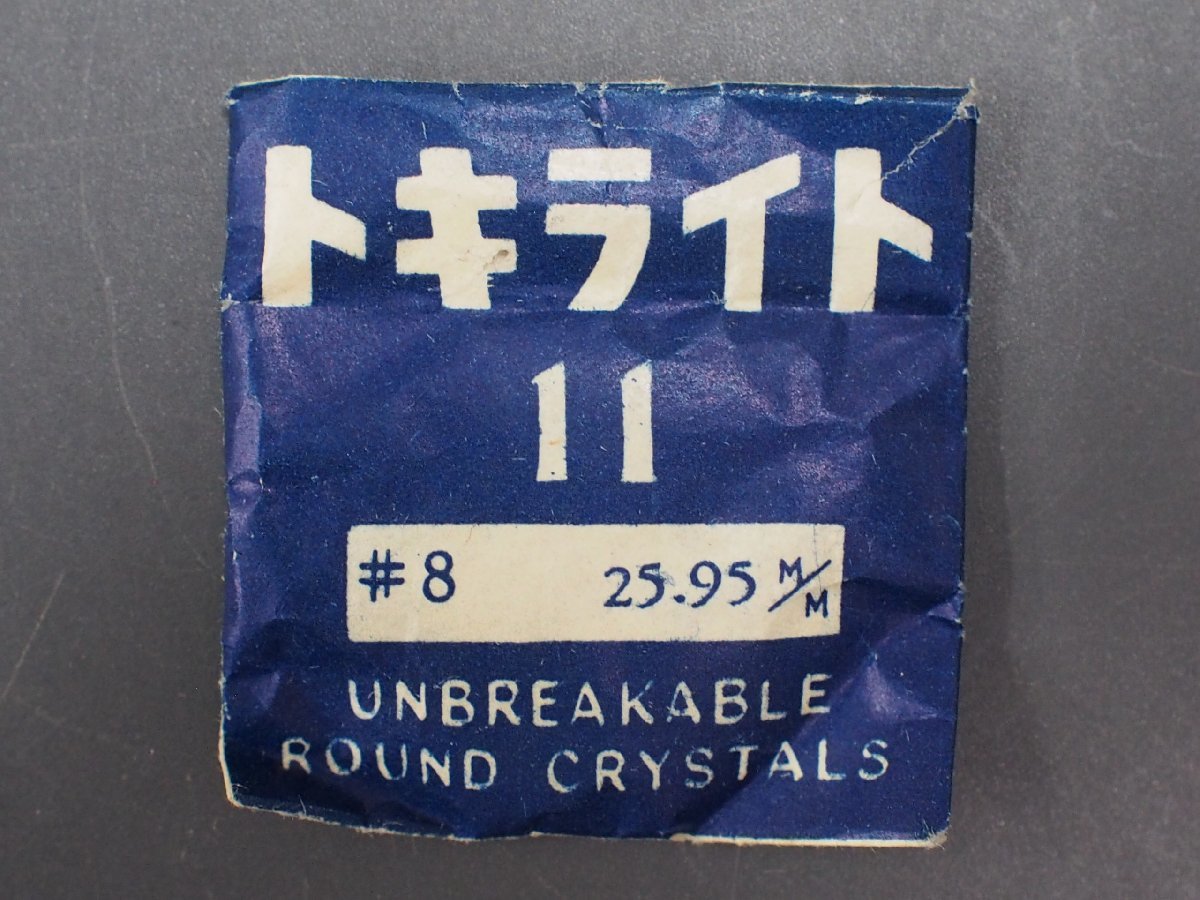 トキライト
11
#8 25.95 M/M
UNBREAKABLE
ROUND CRYSTALS